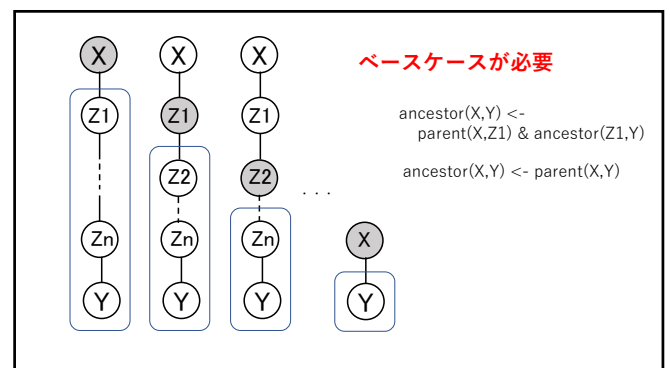 ベースケースが必要
X
Z1
Zn
Y
X
Z1
Z2
Zn
Y
X
Z1
Z2
Zn
Y
. . .
X
Y
ancestor(X,Y) <-
parent(X,Z1) & ancestor(Z1,Y)
ancestor(X,Y) <- parent(X,Y)